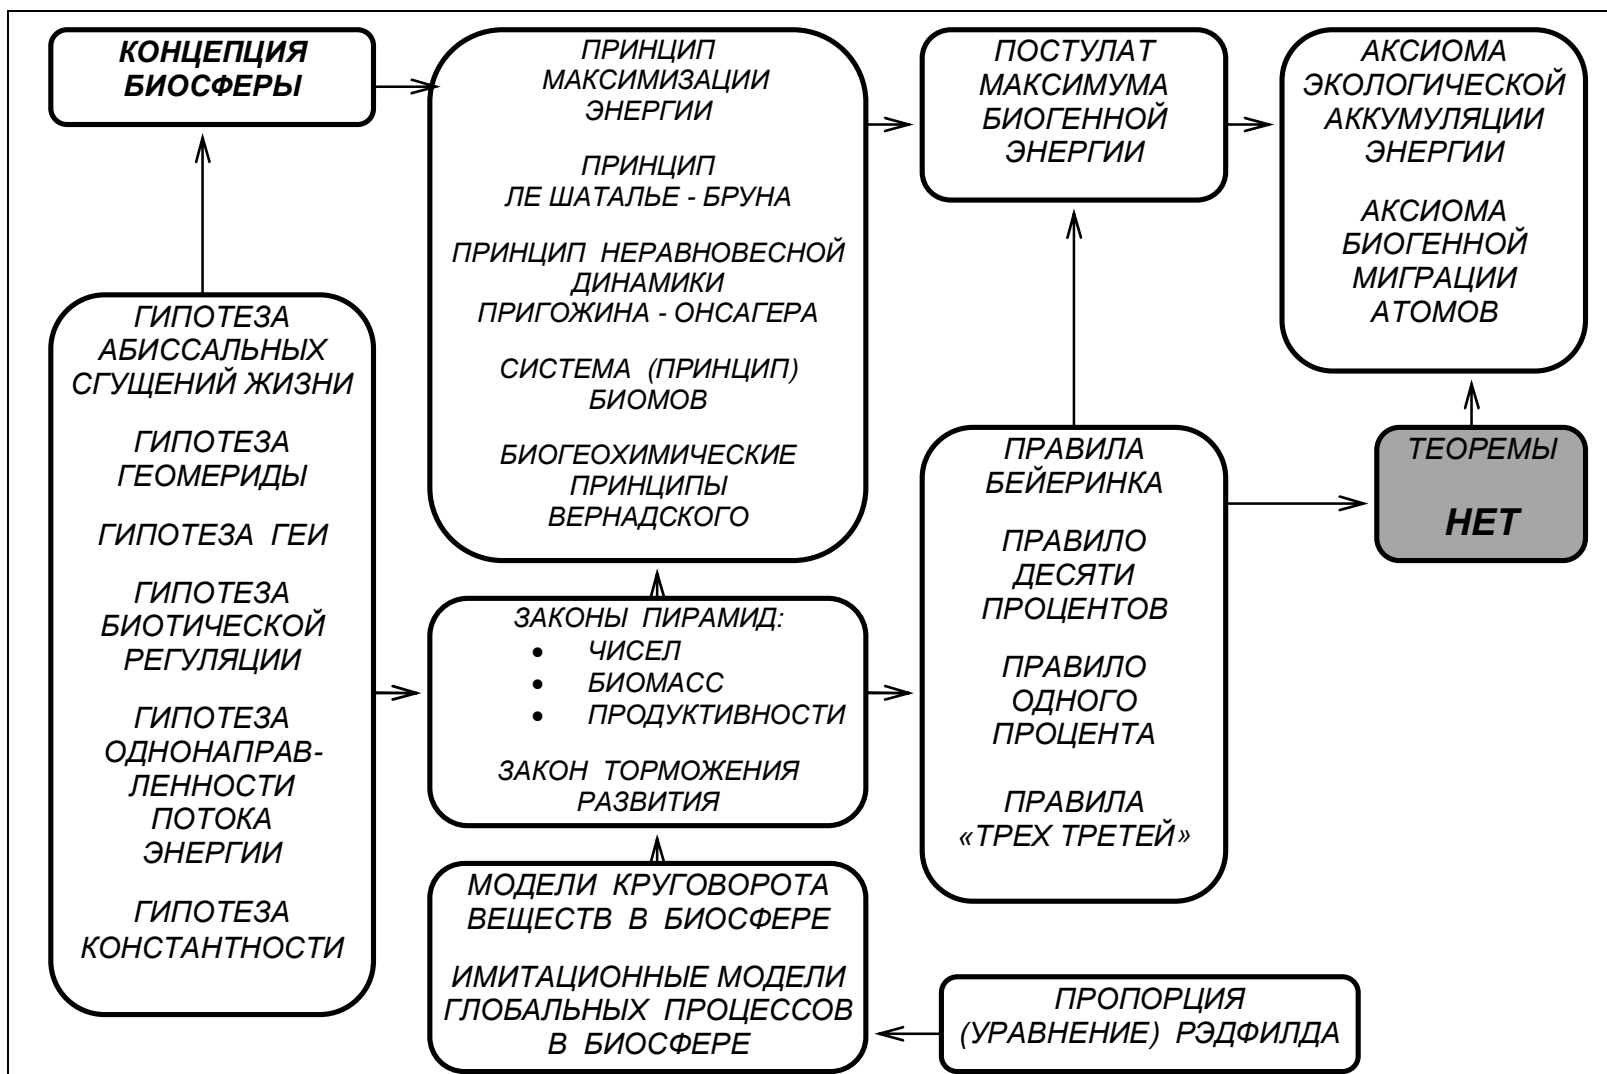 КОНЦЕПЦИЯ
БИОСФЕРЫ
ПРИНЦИП
МАКСИМИЗАЦИИ
ЭНЕРГИИ
ПРИНЦИП
ЛЕ ШАТАЛЬЕ - БРУНА
ПРИНЦИП НЕРАВНОВЕСНОЙ
ДИНАМИКИ
ПРИГОЖИНА - ОНСАГЕРА
СИСТЕМА (ПРИНЦИП)
БИОМОВ
БИОГЕОХИМИЧЕСКИЕ
ПРИНЦИПЫ
ВЕРНАДСКОГО
ПОСТУЛАТ
МАКСИМУМА
БИОГЕННОЙ
ЭНЕРГИИ
АКСИОМА
ЭКОЛОГИЧЕСКОЙ
АККУМУЛЯЦИИ
ЭНЕРГИИ
АКСИОМА
БИОГЕННОЙ
МИГРАЦИИ
АТОМОВ
ГИПОТЕЗА
АБИССАЛЬНЫХ
СГУЩЕНИЙ ЖИЗНИ
ГИПОТЕЗА
ГЕОМЕРИДЫ
ГИПОТЕЗА ГЕИ
ГИПОТЕЗА
БИОТИЧЕСКОЙ
РЕГУЛЯЦИИ
ГИПОТЕЗА
ОДНОНАПРАВ-
ЛЕННОСТИ
ПОТОКА
ЭНЕРГИИ
ГИПОТЕЗА
КОНСТАНТНОСТИ
ЗАКОНЫ ПИРАМИД:
• ЧИСЕЛ
• БИОМАСС
• ПРОДУКТИВНОСТИ
ЗАКОН ТОРМОЖЕНИЯ
РАЗВИТИЯ
ПРАВИЛА
БЕЙЕРИНКА
ПРАВИЛО
ДЕСЯТИ
ПРОЦЕНТОВ
ПРАВИЛО
ОДНОГО
ПРОЦЕНТА
ПРАВИЛА
«ТРЕХ ТРЕТЕЙ»
ТЕОРЕМЫ
НЕТ
МОДЕЛИ КРУГОВОРОТА
ВЕЩЕСТВ В БИОСФЕРЕ
ИМИТАЦИОННЫЕ МОДЕЛИ
ГЛОБАЛЬНЫХ ПРОЦЕССОВ
В БИОСФЕРЕ
ПРОПОРЦИЯ
(УРАВНЕНИЕ) РЭДФИЛДА